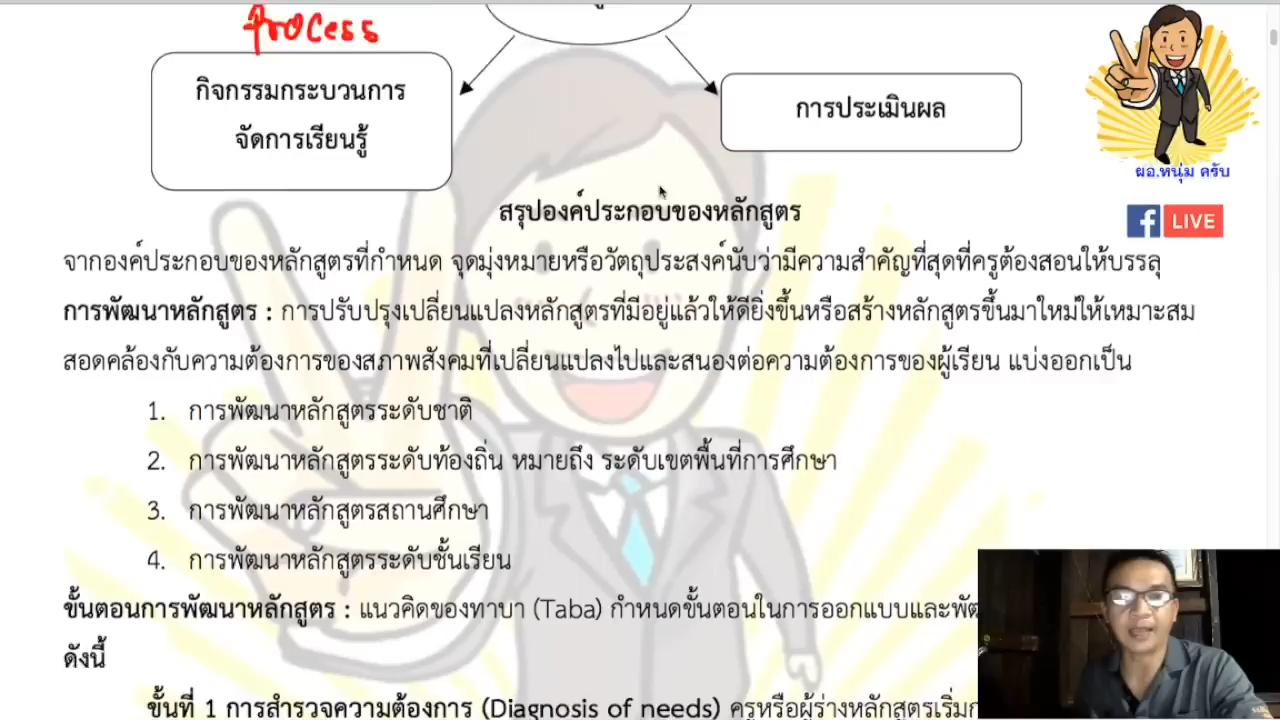 Process
กิจกรรมกระบวนการ
จัดการเรียนรู้
การประเมินผล
ผอ.หนุ่ม ครับ
f LIVE
สรุปองค์ประกอบของหลักสูตร
จากองค์ประกอบของหลักสูตรที่กำหนด จุดมุ่งหมายหรือวัตถุประสงค์นับว่ามีความสำคัญที่สุดที่ครูต้องสอนให้บรรลุ
การพัฒนาหลักสูตร : การปรับปรุงเปลี่ยนแปลงหลักสูตรที่มีอยู่แล้วให้ดียิ่งขึ้นหรือสร้างหลักสูตรขึ้นมาใหม่ให้เหมาะสม
สอดคล้องกับความต้องการของสภาพสังคมที่เปลี่ยนแปลงไปและสนองต่อความต้องการของผู้เรียน แบ่งออกเป็น
1. การพัฒนาหลักสูตรระดับชาติ
2. การพัฒนาหลักสูตรระดับท้องถิ่น หมายถึง ระดับเขตพื้นที่การศึกษา
3. การพัฒนาหลักสูตรสถานศึกษา
4. การพัฒนาหลักสูตรระดับชั้นเรียน
ขั้นตอนการพัฒนาหลักสูตร : แนวคิดของทาบา (Taba) กำหนดขั้นตอนในการออกแบบและพัฒ
ดังนี้
ขั้นที่ 1 การสำรวจความต้องการ (Diagnosis of needs) ครูหรือผู้ร่างหลักสูตรเริ่ม